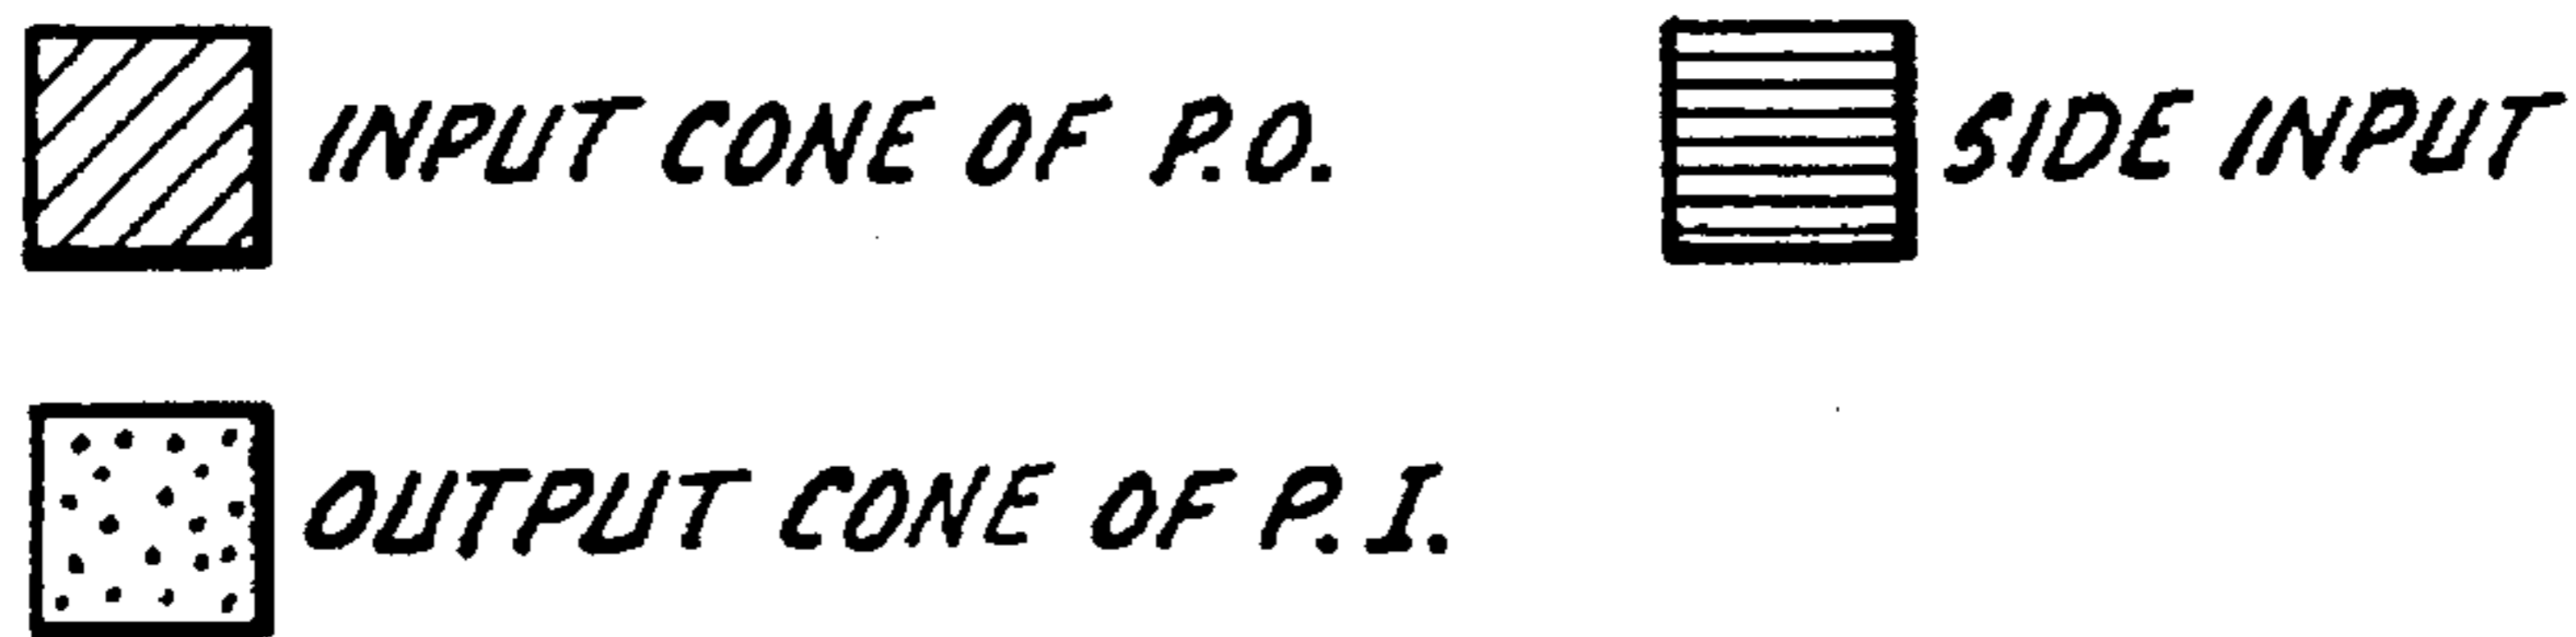 INPUT CONE OF P.O.
SIDE INPUT
OUTPUT CONE OF P.I.